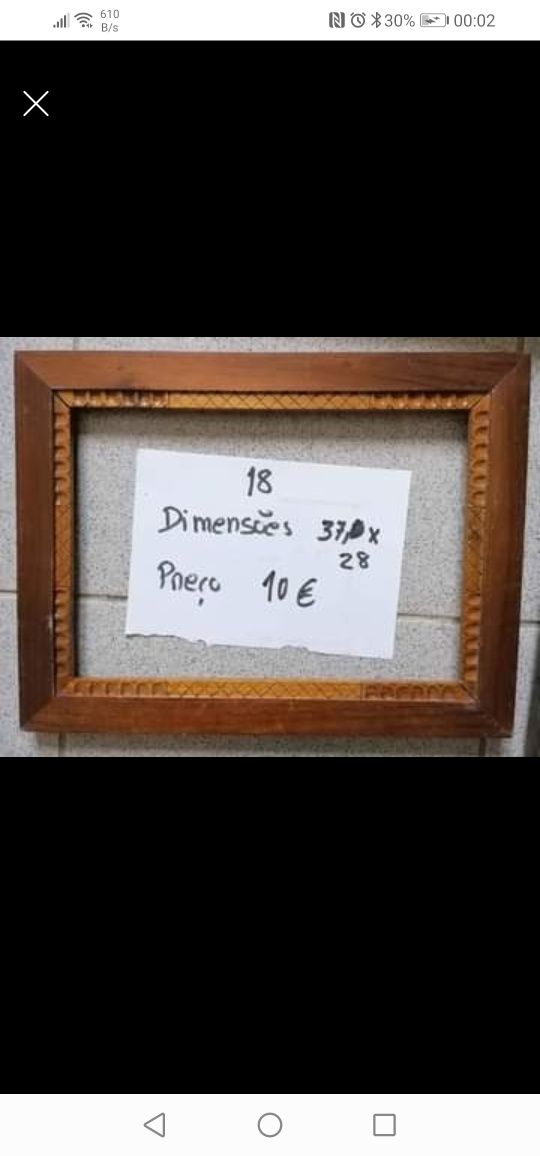 610
B/s
30%
00:02
18
Dimensões 37, x
28
Preço 10 €